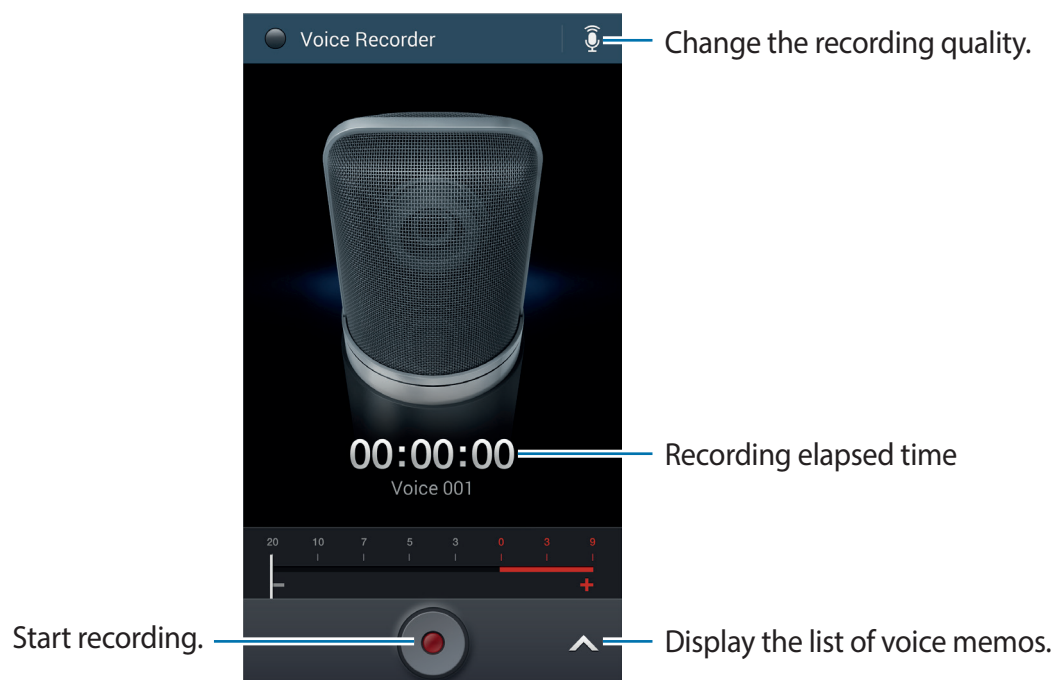 Voice Recorder
Change the recording quality.
00:00:00
Recording elapsed time
Voice 001
20 10 7 5 3 0 3 9
- +
Start recording.
Display the list of voice memos.